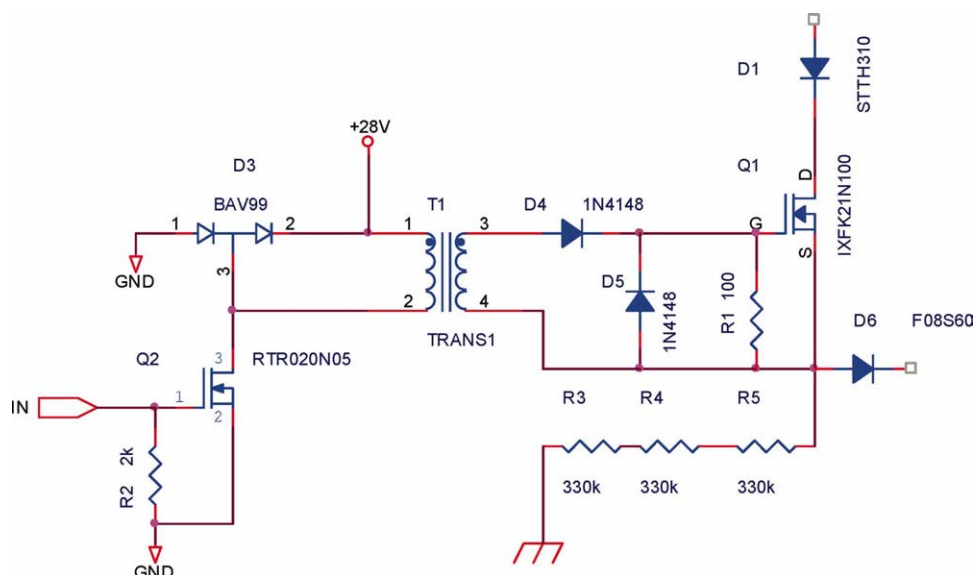 D1
STTH310
+28V
D3
BAV99
1
2
3
GND
Q1
D
G
S
IXFK21N100
T1
1
2
3
4
TRANS1
D4
1N4148
D5
1N4148
R1 100
D6
F08S60
Q2
3
RTR020N05
1
2
IN
R2 2k
GND
R3
R4
R5
330k
330k
330k